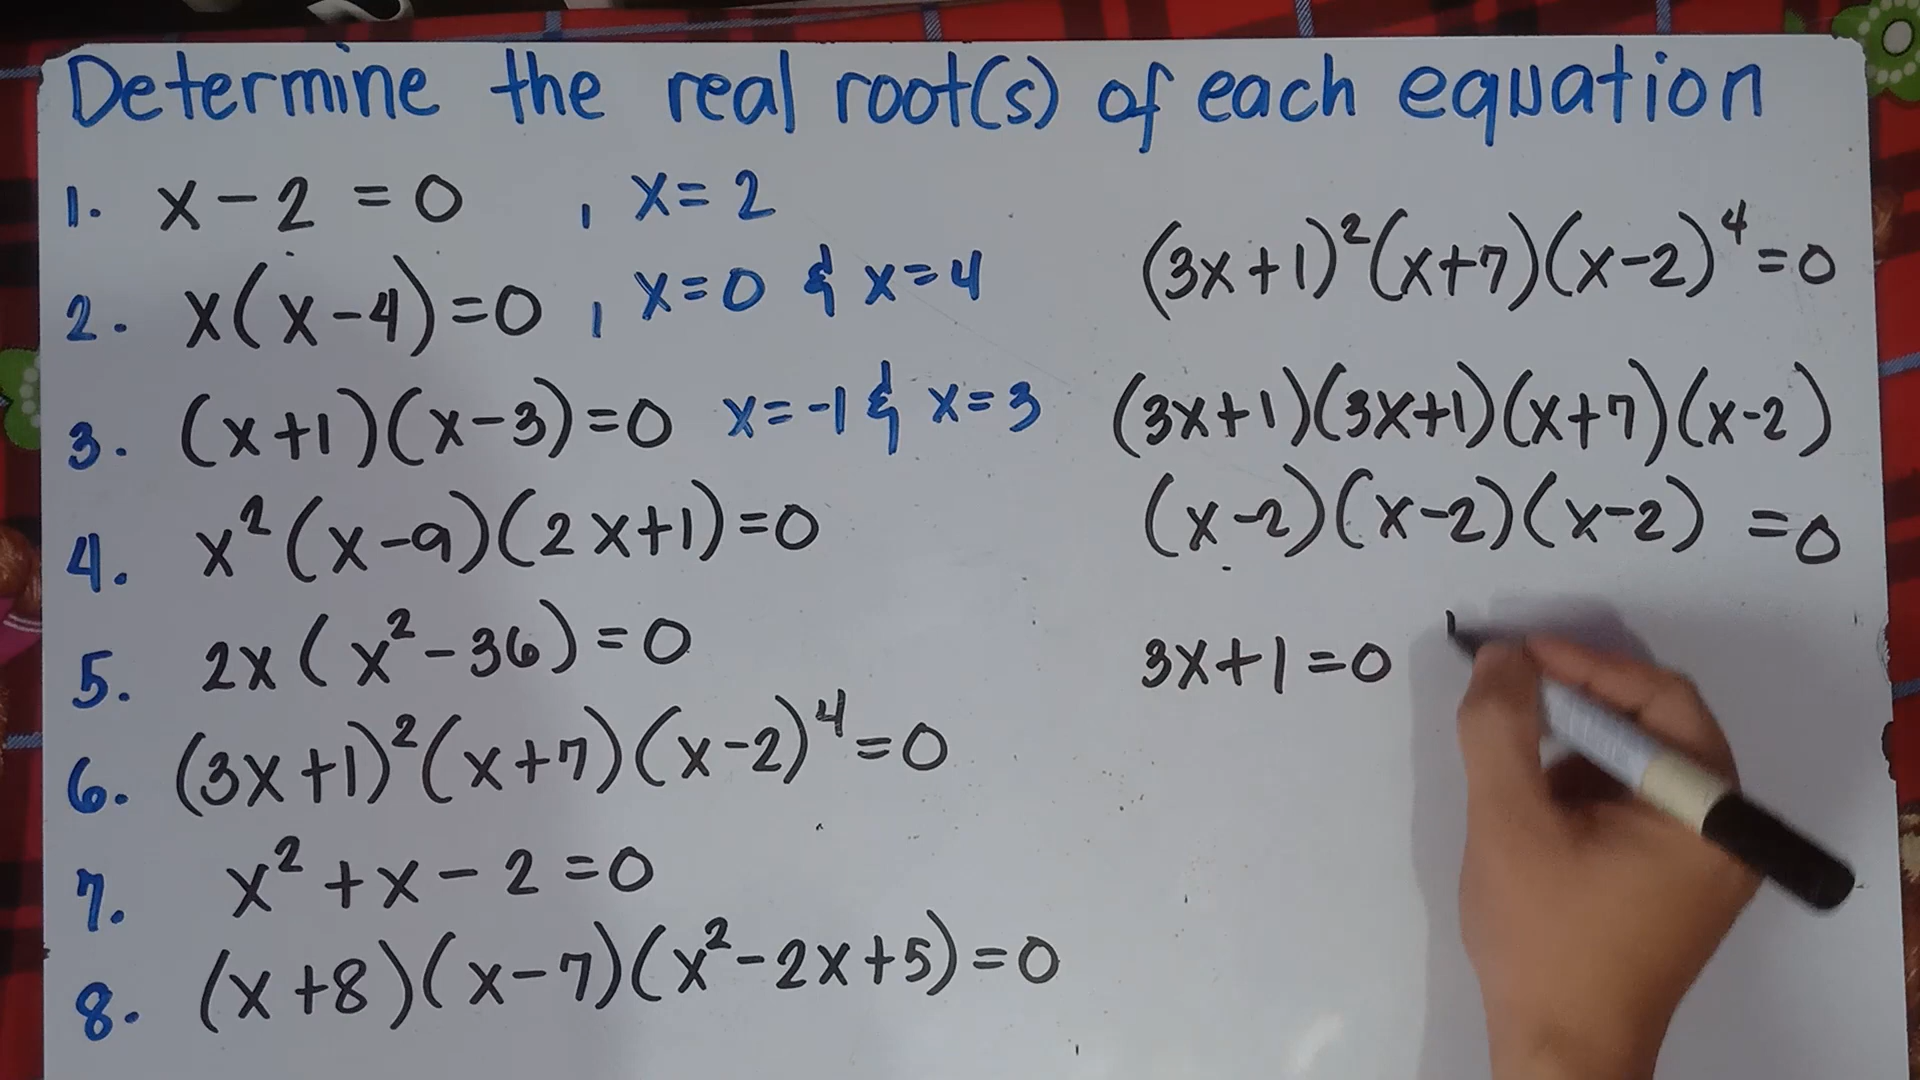 Determine the real root(s) of each equation
1. x - 2 = 0 , x = 2
2. x(x-4)=0 , x=0 & x=4
3. (x+1)(x-3)=0 x=-1 & x=3
4. x²(x-9)(2x+1)=0
5. 2x(x²-36)=0
6. (3x+1)²(x+7)(x-2)⁴=0
7. x²+x-2=0
8. (x+8)(x-7)(x²-2x+5)=0
(3x+1)²(x+7)(x-2)⁴=0
(3x+1)(3x+1)(x+7)(x-2)
(x-2)(x-2)(x-2) =0
3x+1=0